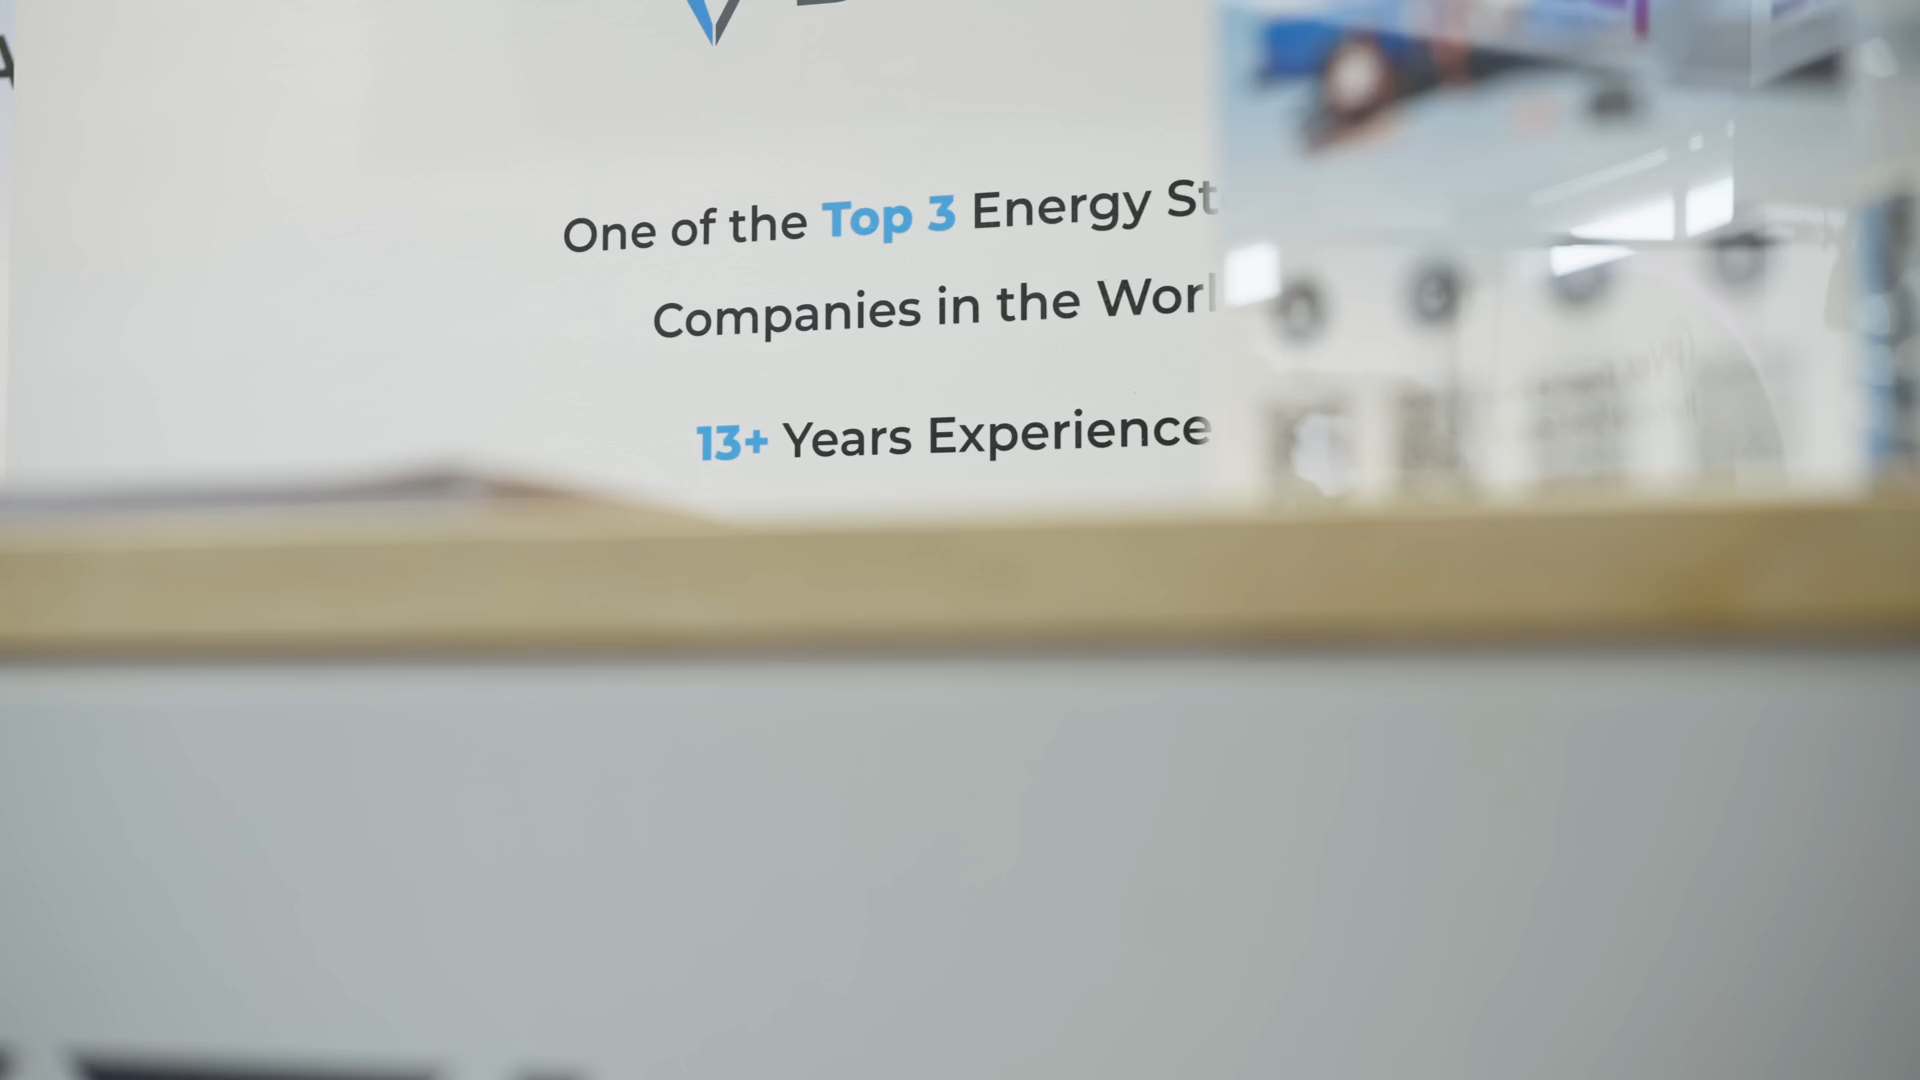 One of the Top 3 Energy St
Companies in the Worl
13+ Years Experience